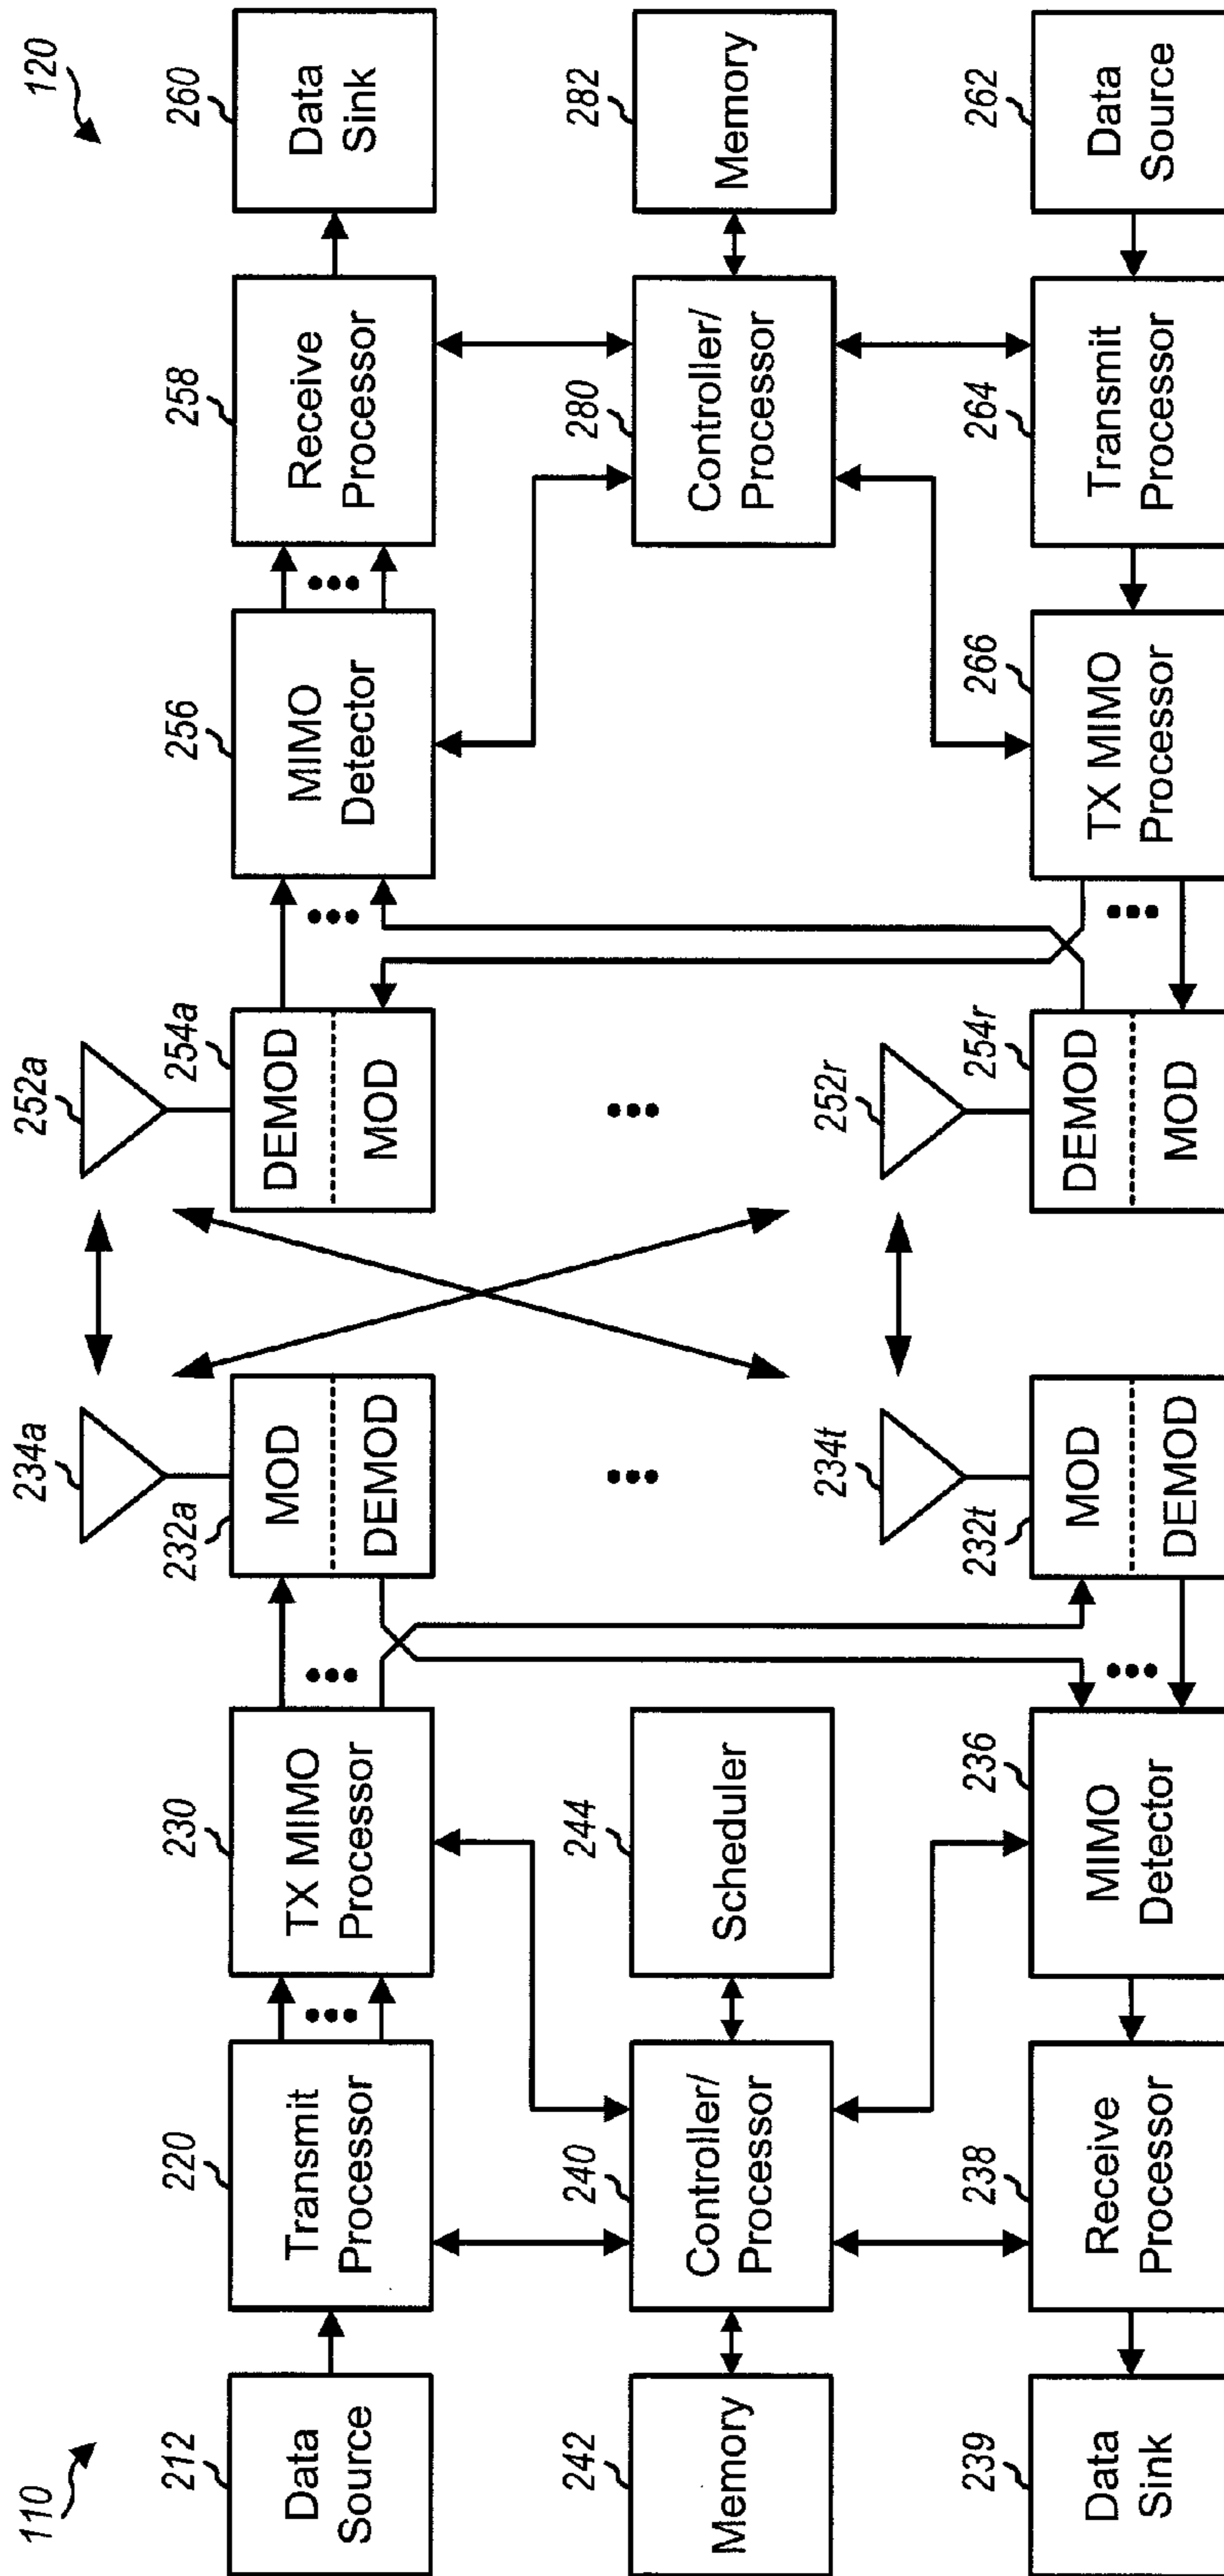 110
120
212
Data
Source
220
Transmit
Processor
230
TX MIMO
Processor
232a
234a
MOD
DEMOD
252a
254a
DEMOD
MOD
256
MIMO
Detector
258
Receive
Processor
260
Data
Sink
242
Memory
240
Controller/
Processor
244
Scheduler
280
Controller/
Processor
282
Memory
239
Data
Sink
238
Receive
Processor
236
MIMO
Detector
232t
234t
MOD
DEMOD
252r
254r
DEMOD
MOD
266
TX MIMO
Processor
264
Transmit
Processor
262
Data
Source